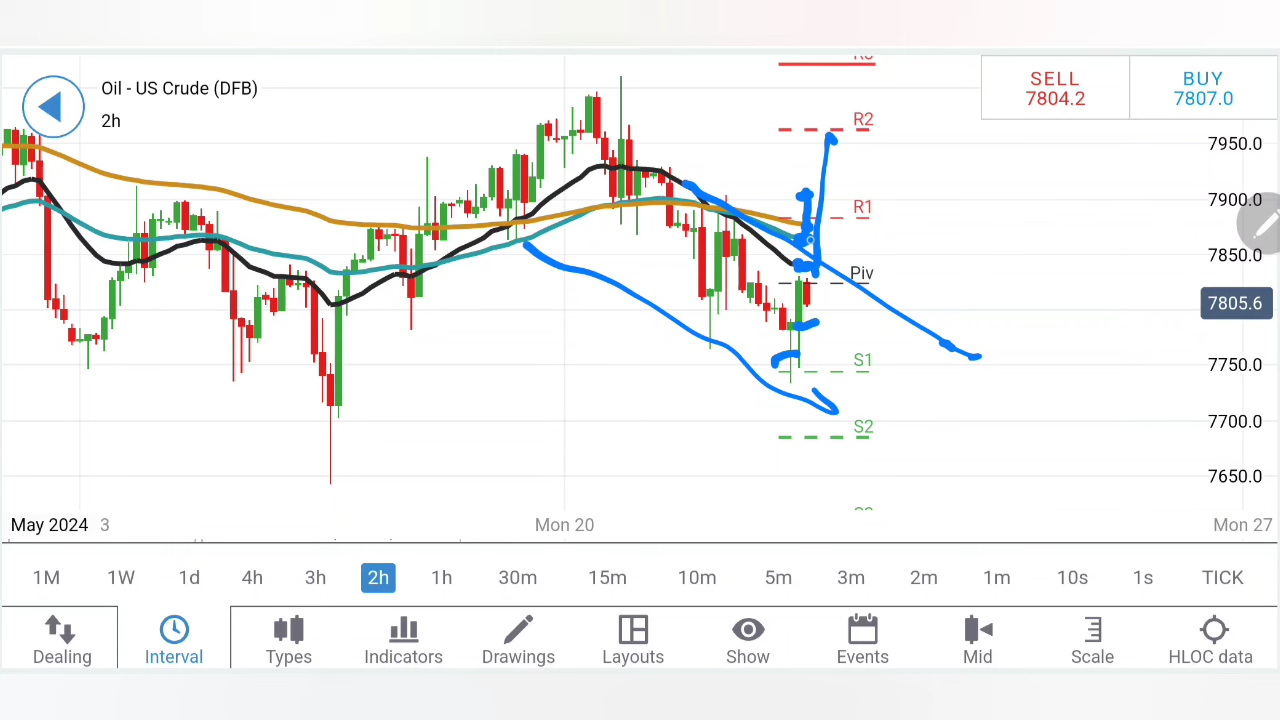 Oil - US Crude (DFB)
2h
SELL
7804.2
BUY
7807.0
R2
R1
Piv
S1
S2
7950.0
7900.0
7850.0
7805.6
7750.0
7700.0
7650.0
May 2024 3 Mon 20 Mon 27
1M 1W 1d 4h 3h 2h 1h 30m 15m 10m 5m 3m 2m 1m 10s 1s TICK
Dealing Interval Types Indicators Drawings Layouts Show Events Mid Scale HLOC data